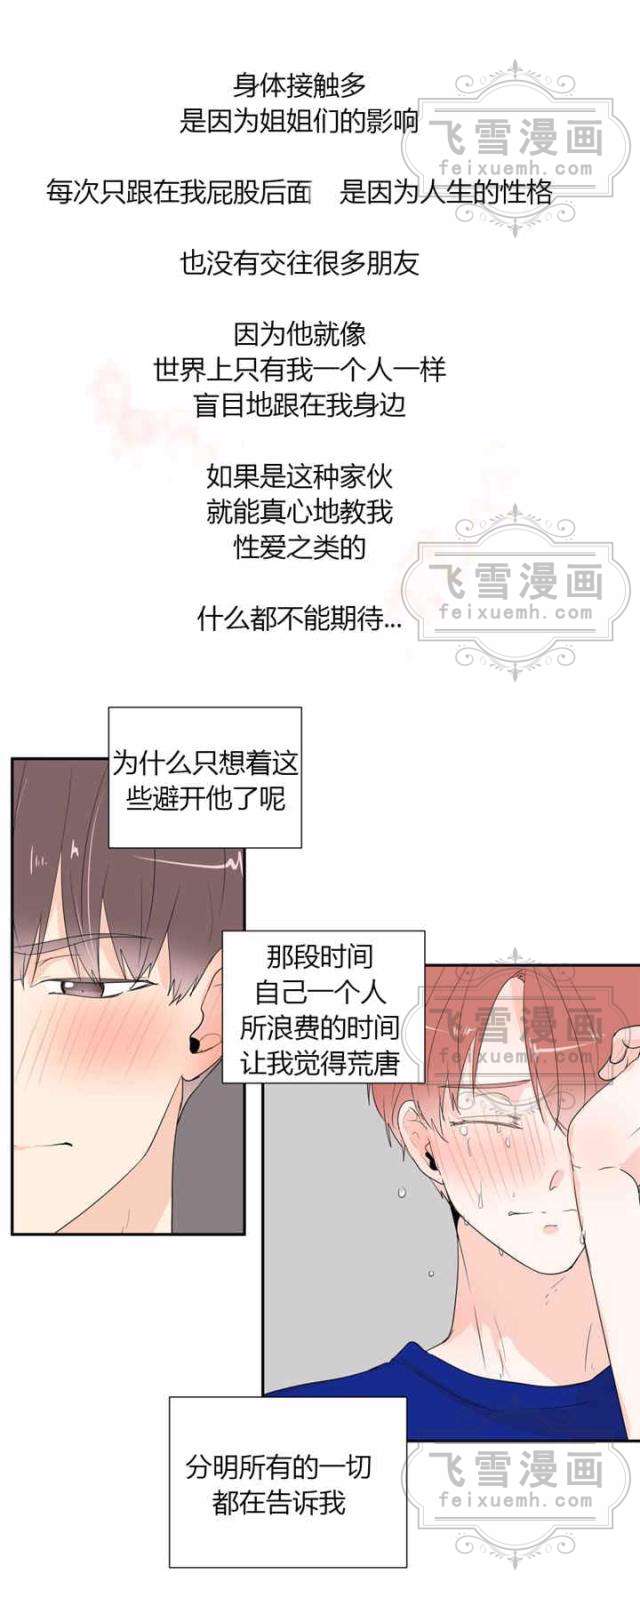 身体接触多
是因为姐姐们的影响
飞雪漫画
feixuemh.com
每次只跟在我屁股后面 是因为人生的性格
也没有交往很多朋友
因为他就像
世界上只有我一个人一样
盲目地跟在我身边
如果是这种家伙
就能真心地教我
性爱之类的
飞雪漫画
feixuemh.com
什么都不能期待...
为什么只想着这
些避开他了呢
那段时间
自己一个人
所浪费的时间
让我觉得荒唐
飞雪漫画
feixuemh.com
分明所有的一切
都在告诉我
飞雪漫画
feixuemh.com